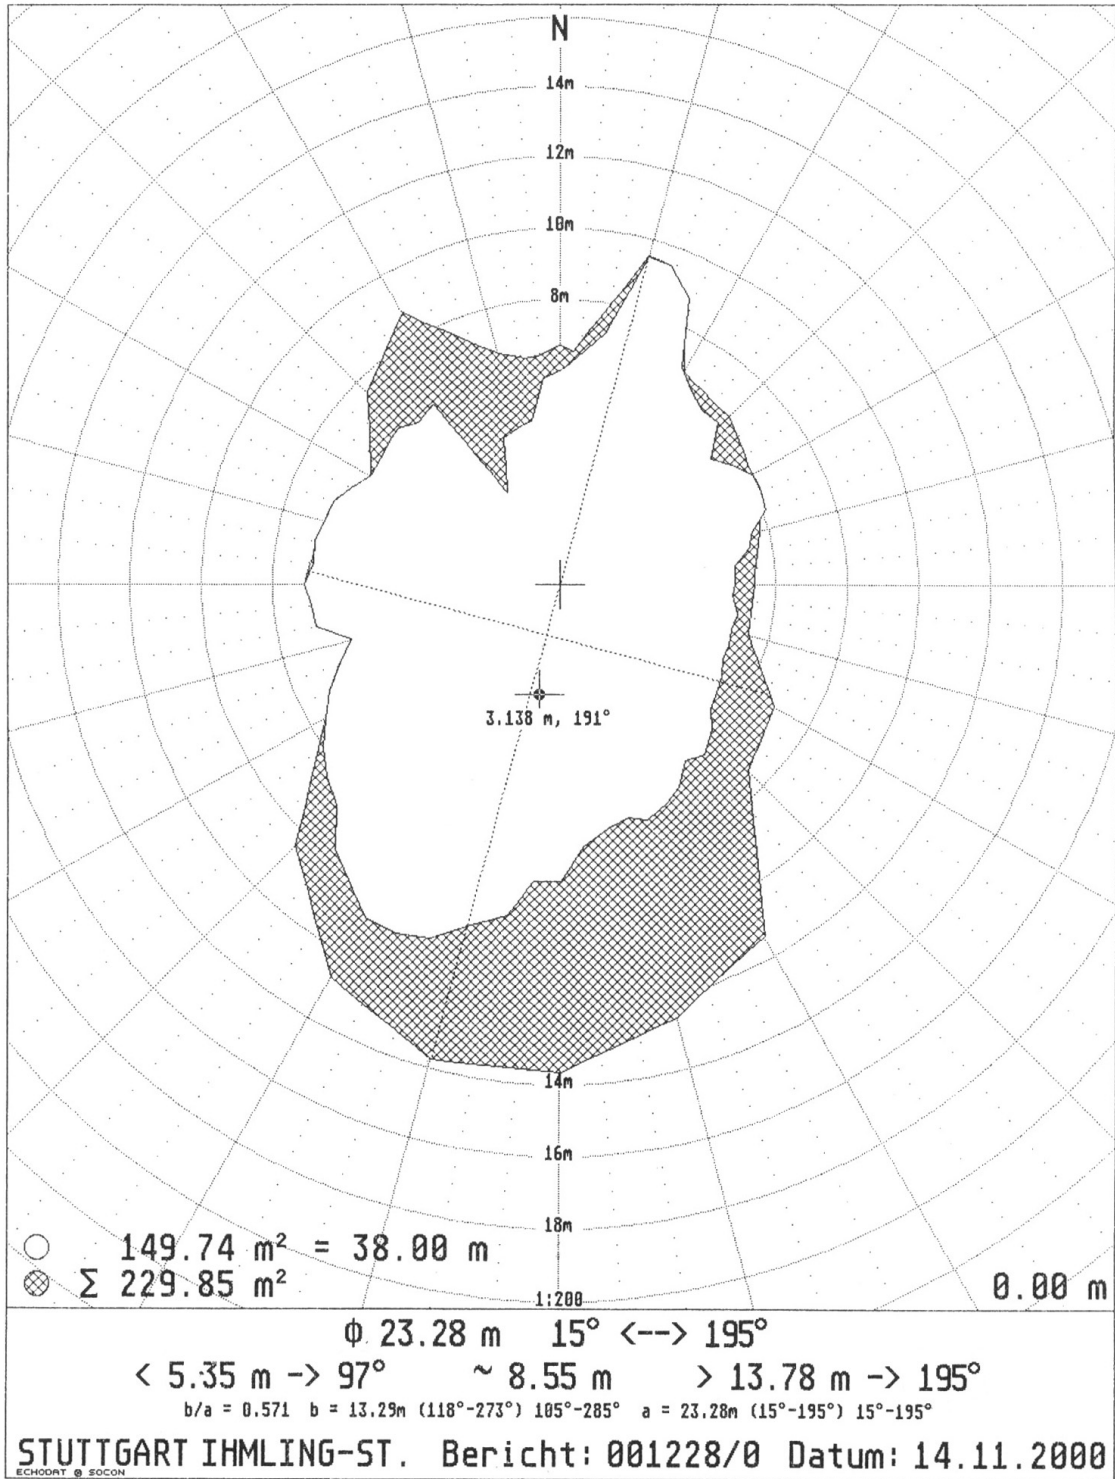 N
14m
12m
10m
8m
3.138 m, 191°
14m
16m
18m
149.74 m² = 38.00 m
Σ 229.85 m²
0.00 m
1:200
ϕ 23.28 m 15° <--> 195°
< 5.35 m -> 97° ~ 8.55 m > 13.78 m -> 195°
b/a = 0.571 b = 13.29m (118°-273°) 105°-285° a = 23.28m (15°-195°) 15°-195°
STUTTGART IHMLING-ST. Bericht: 001228/0 Datum: 14.11.2000
ECHODAT @ SOCON